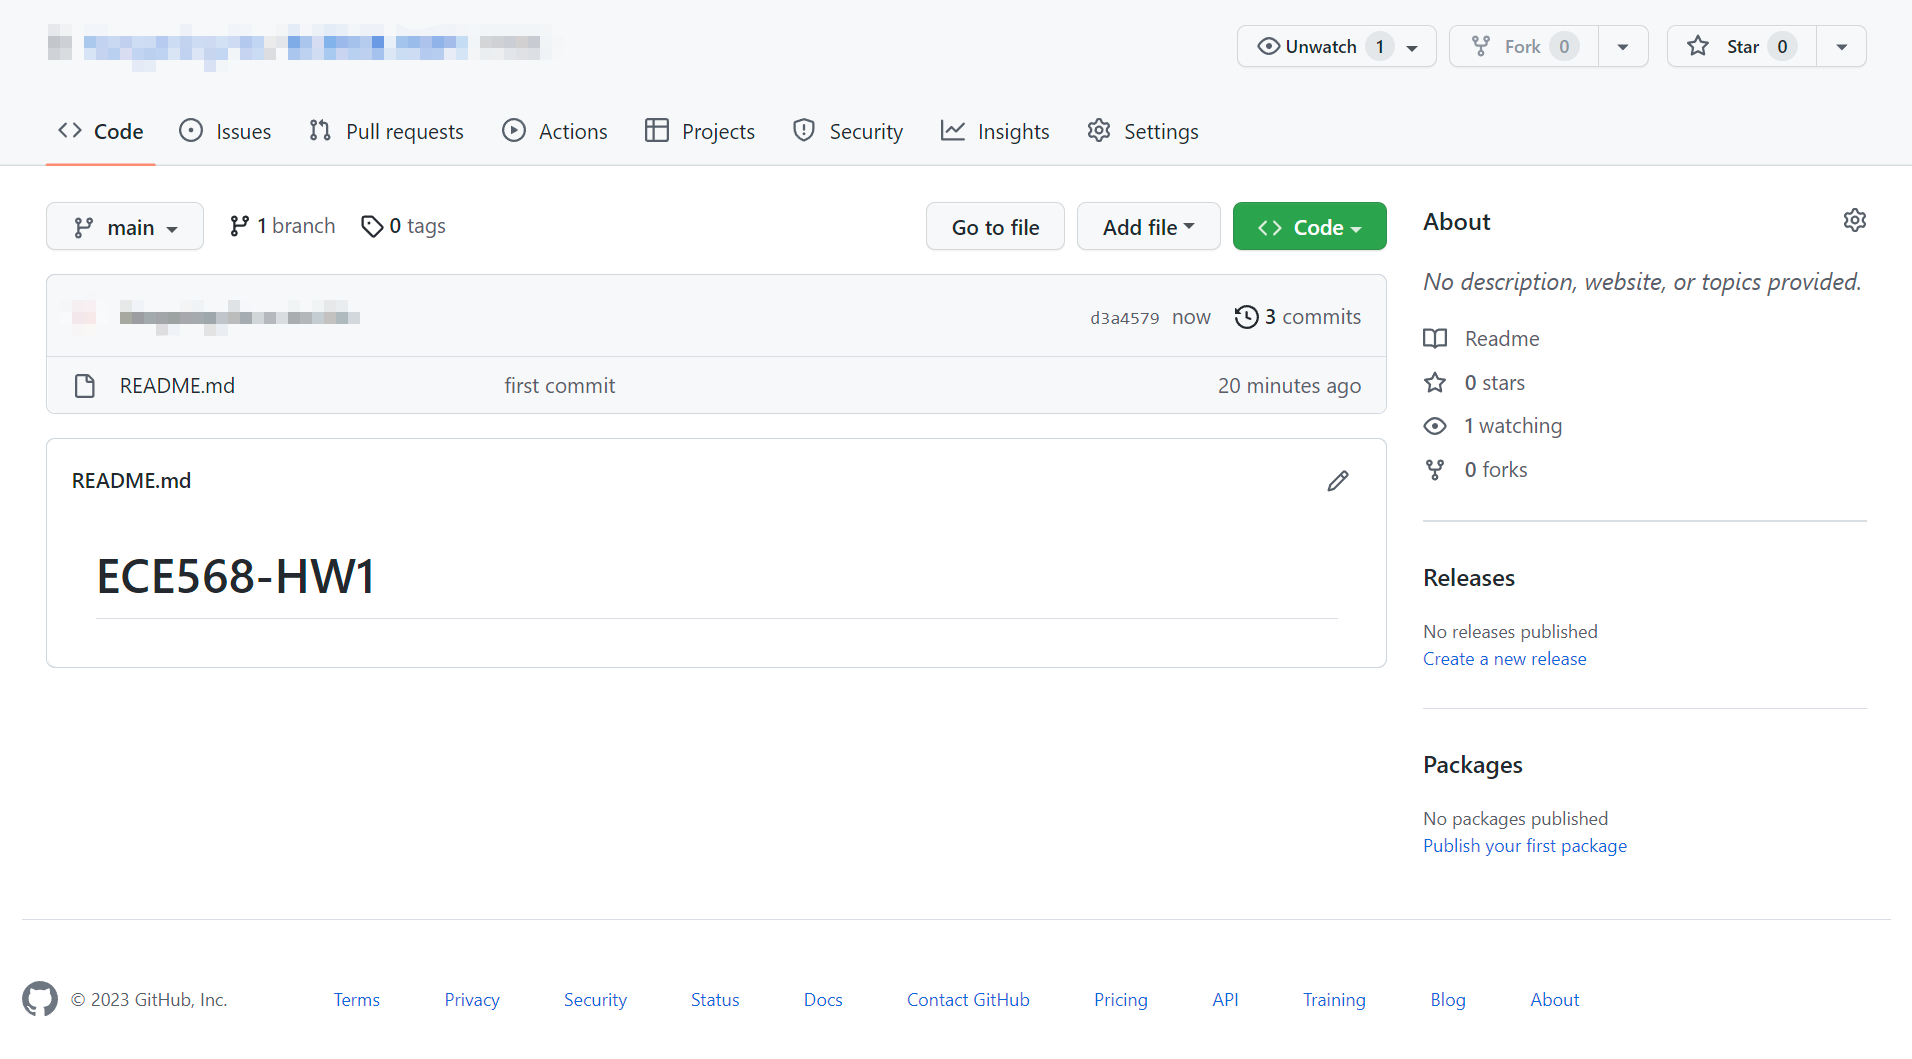 Unwatch 1 Fork 0 Star 0
Code Issues Pull requests Actions Projects Security Insights Settings
main 1 branch 0 tags Go to file Add file Code
d3a4579 now 3 commits
README.md first commit 20 minutes ago
README.md
ECE568-HW1
About
No description, website, or topics provided.
Readme
0 stars
1 watching
0 forks
Releases
No releases published
Create a new release
Packages
No packages published
Publish your first package
© 2023 GitHub, Inc. Terms Privacy Security Status Docs Contact GitHub Pricing API Training Blog About